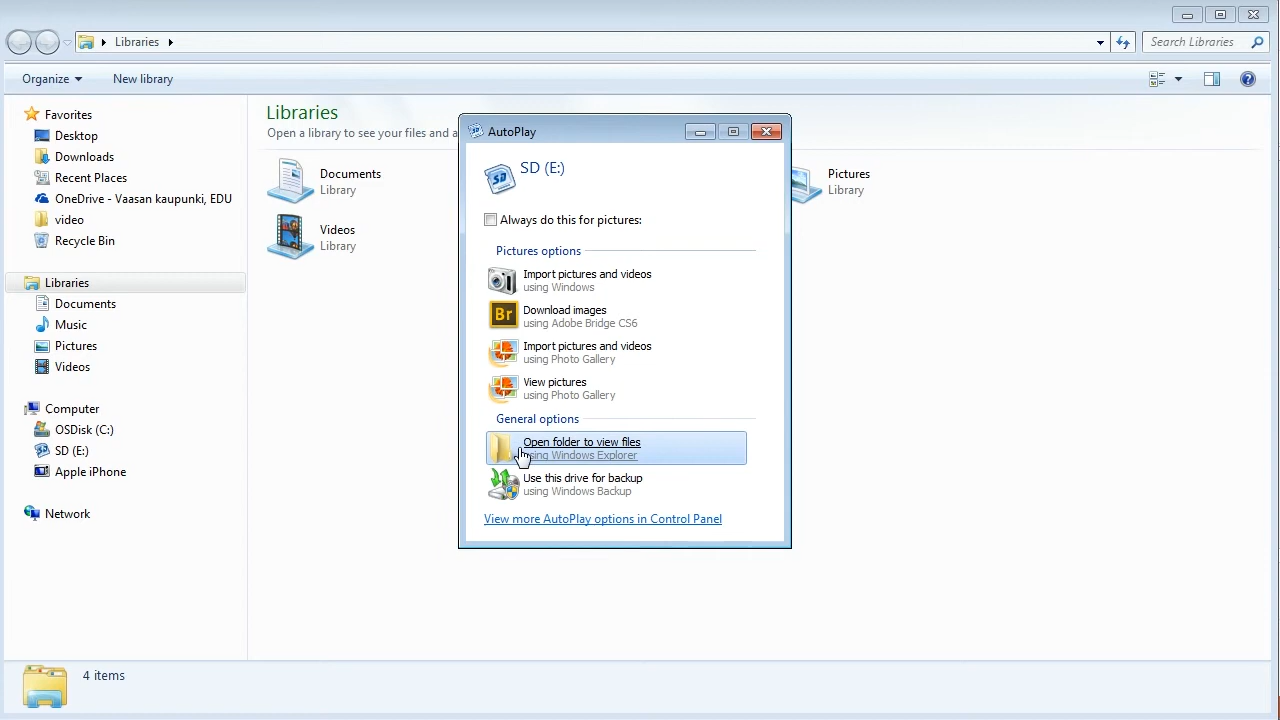 Libraries
Search Libraries
Organize
New library
Favorites
Desktop
Downloads
Recent Places
OneDrive - Vaasan kaupunki, EDU
video
Recycle Bin
Libraries
Documents
Music
Pictures
Videos
Computer
OSDisk (C:)
SD (E:)
Apple iPhone
Network
Libraries
Open a library to see your files and a
Documents
Library
Videos
Library
Pictures
Library
AutoPlay
SD
SD (E:)
Always do this for pictures:
Pictures options
Import pictures and videos
using Windows
Br
Download images
using Adobe Bridge CS6
Import pictures and videos
using Photo Gallery
View pictures
using Photo Gallery
General options
Open folder to view files
using Windows Explorer
Use this drive for backup
using Windows Backup
View more AutoPlay options in Control Panel
4 items